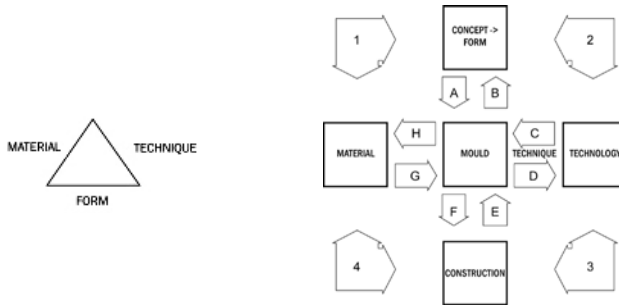 MATERIAL
TECHNIQUE
FORM
1
CONCEPT ->
FORM
2
A
B
H
C
MATERIAL
MOULD
TECHNIQUE
TECHNOLOGY
G
D
F
E
4
CONSTRUCTION
3